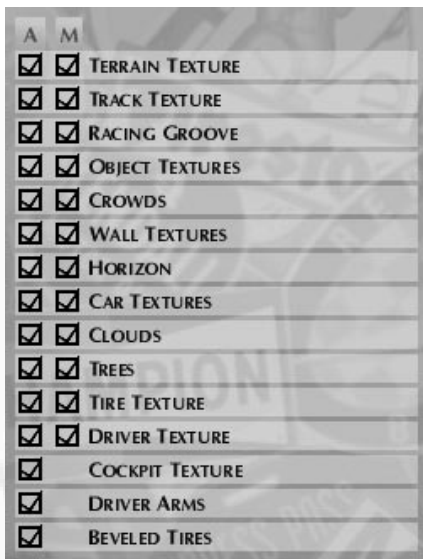 A M
TERRAIN TEXTURE
TRACK TEXTURE
RACING GROOVE
OBJECT TEXTURES
CROWDS
WALL TEXTURES
HORIZON
CAR TEXTURES
CLOUDS
TREES
TIRE TEXTURE
DRIVER TEXTURE
COCKPIT TEXTURE
DRIVER ARMS
BEVELED TIRES